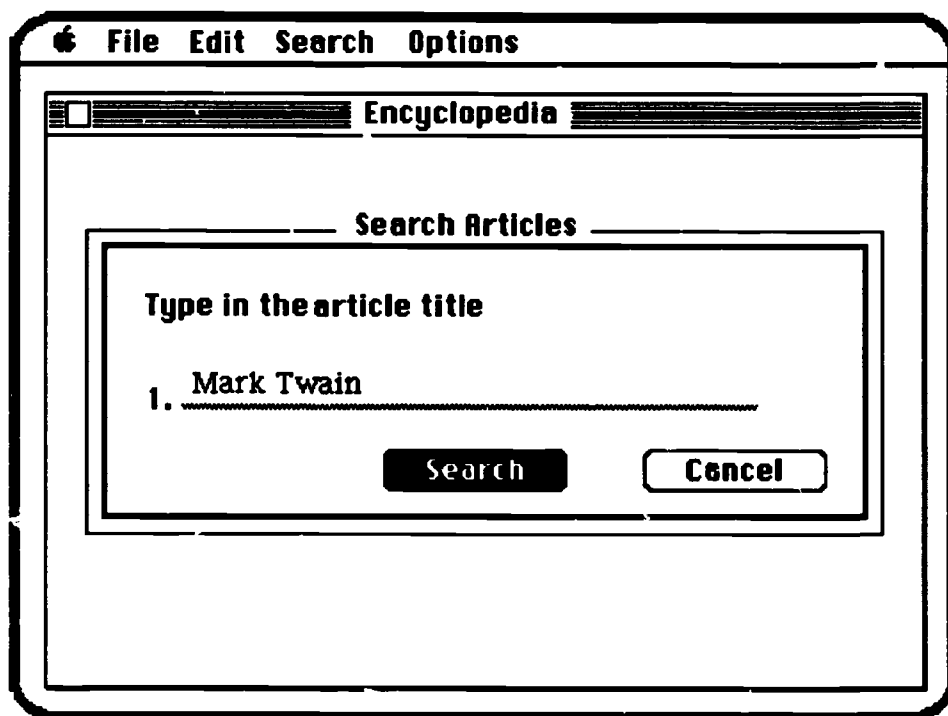 File Edit Search Options
Encyclopedia
Search Articles
Type in the article title
1. Mark Twain
Search Cancel